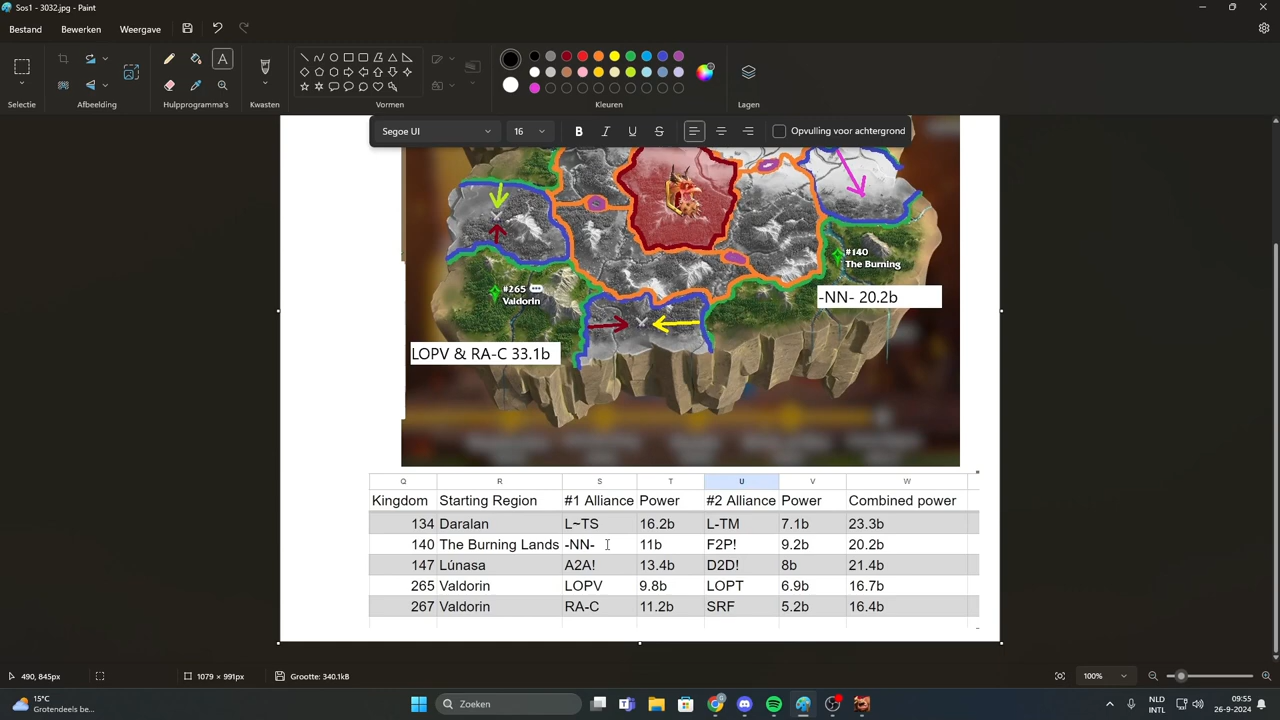 Sos1 - 3032.jpg - Paint
Bestand Bewerken Weergave
Selectie Afbeelding Hulpprogramma's Kwasten Vormen Kleuren Lagen
Segoe UI 16 B I U S Opvulling voor achtergrond
#140
The Burning
#265
Valdorin
-NN- 20.2b
LOPV & RA-C 33.1b
Q R S T U V W
Kingdom Starting Region #1 Alliance Power #2 Alliance Power Combined power
134 Daralan L~TS 16.2b L-TM 7.1b 23.3b
140 The Burning Lands -NN- 11b F2P! 9.2b 20.2b
147 Lúnasa A2A! 13.4b D2D! 8b 21.4b
265 Valdorin LOPV 9.8b LOPT 6.9b 16.7b
267 Valdorin RA-C 11.2b SRF 5.2b 16.4b
490, 845px 1079 × 991px Grootte: 340.1kB 100%
15°C
Grotendeels be...
Zoeken
NLD
INTL
09:55
26-9-2024